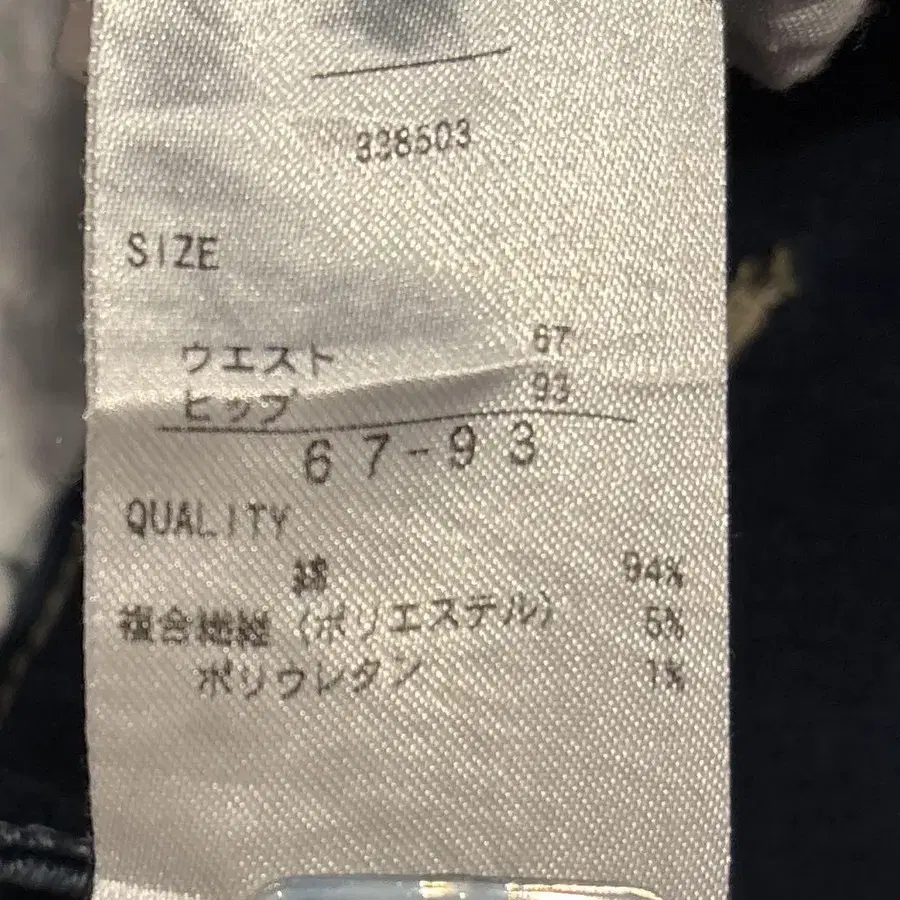 338503
SIZE
ウエスト 67
ヒップ 93
67-93
QUALITY
綿 94%
複合繊維(ポリエステル) 5%
ポリウレタン 1%